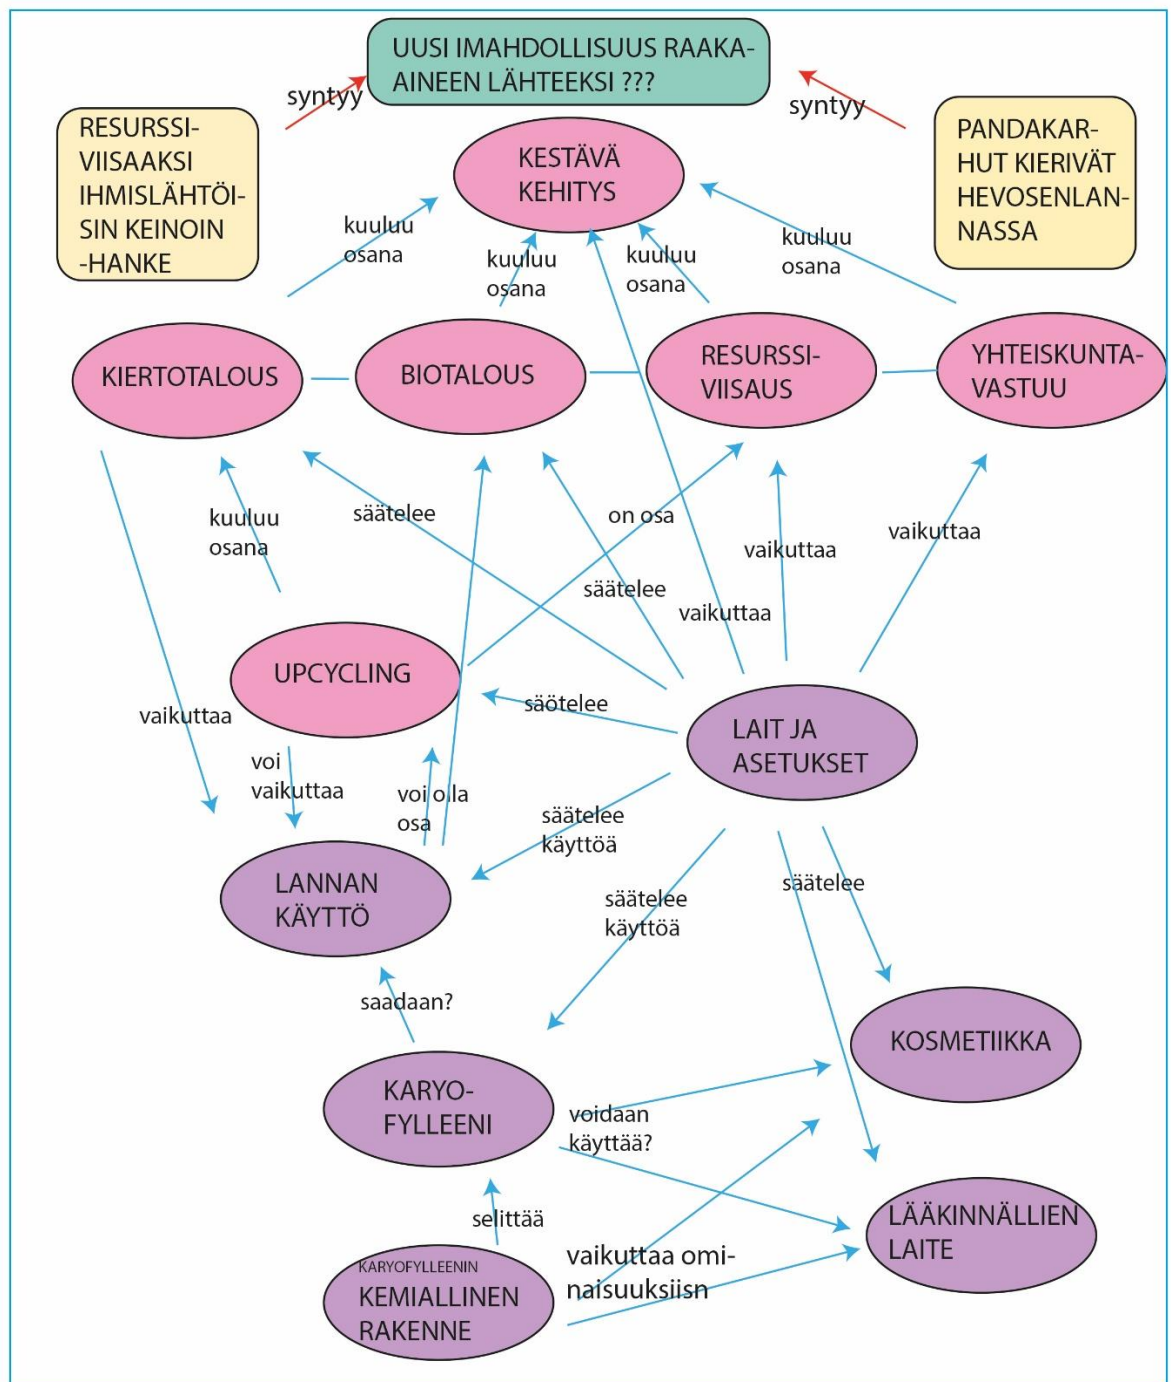 UUSI IMAHDOLLISUUS RAAKA-
AINEEN LÄHTEEKSI ???
syntyy
syntyy
RESURSSI-
VIISAAKSI
IHMISLÄHTÖI-
SIN KEINOIN
-HANKE
PANDAKAR-
HUT KIERIVÄT
HEVOSENLAN-
NASSA
KESTÄVÄ
KEHITYS
kuuluu
osana
kuuluu
osana
kuuluu
osana
kuuluu
osana
KIERTOTALOUS
BIOTALOUS
RESURSSI-
VIISAUS
YHTEISKUNTA-
VASTUU
kuuluu
osana
säätelee
on osa
vaikuttaa
vaikuttaa
säätelee
vaikuttaa
UPCYCLING
säötelee
LAIT JA
ASETUKSET
vaikuttaa
voi
vaikuttaa
voi olla
osa
säätelee
käyttöä
LANNAN
KÄYTTÖ
säätelee
käyttöä
säätelee
saadaan?
KOSMETIIKKA
KARYO-
FYLLEENI
voidaan
käyttää?
selittää
LÄÄKINNÄLLIEN
LAITE
vaikuttaa omi-
naisuuksiisn
KARYOFYLLEENIN
KEMIALLINEN
RAKENNE